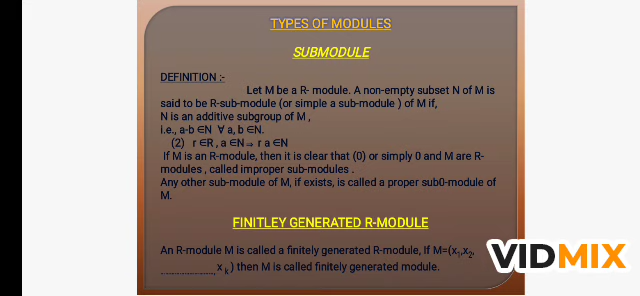 TYPES OF MODULES
SUBMODULE
DEFINITION :-
Let M be a R- module. A non-empty subset N of M is
said to be R-sub-module (or simple a sub-module ) of M if,
N is an additive subgroup of M ,
i.e., a-b ∈N ∀ a, b ∈N.
(2) r ∈R , a ∈N⇒ r a ∈N
If M is an R-module, then it is clear that (0) or simply 0 and M are R-
modules , called improper sub-modules .
Any other sub-module of M, if exists, is called a proper sub0-module of
M.
FINITLEY GENERATED R-MODULE
An R-module M is called a finitely generated R-module, If M=(x₁,x₂,
........................ x k ) then M is called finitely generated module.
VIDMIX